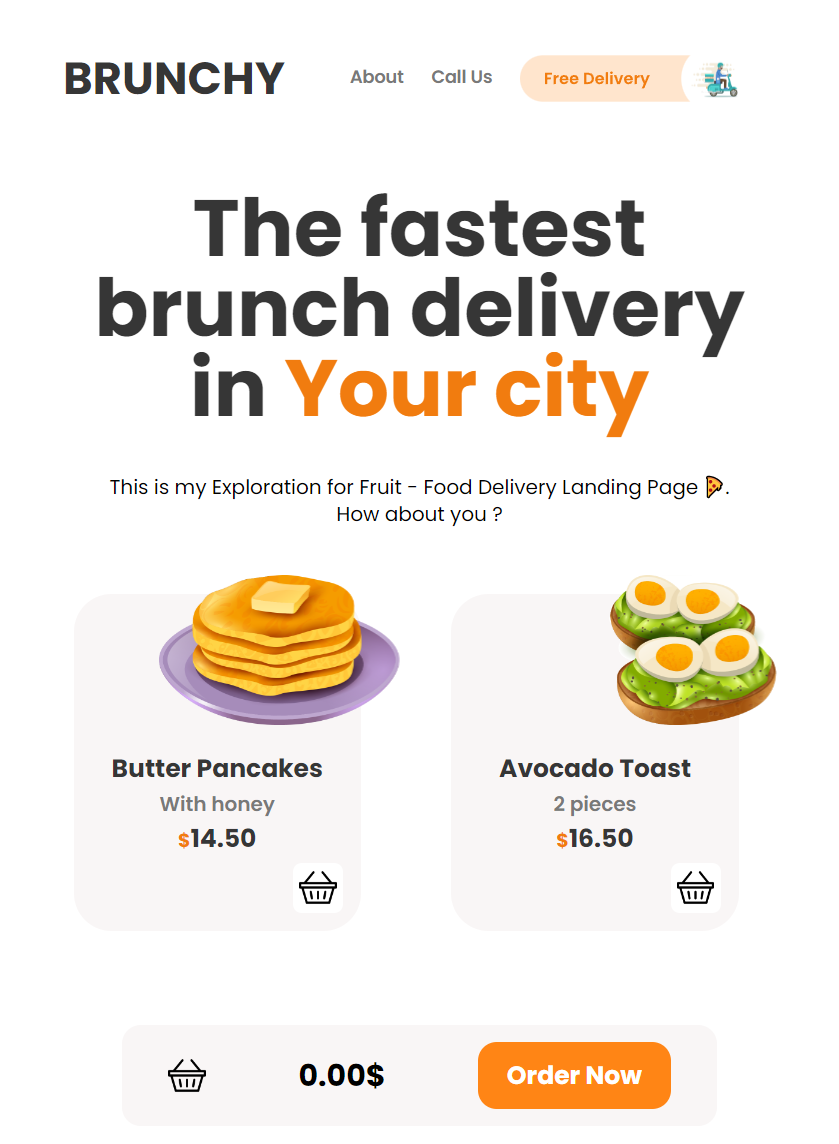 BRUNCHY
About
Call Us
Free Delivery
The fastest
brunch delivery
in Your city
This is my Exploration for Fruit - Food Delivery Landing Page 🍕.
How about you ?
Butter Pancakes
With honey
$14.50
Avocado Toast
2 pieces
$16.50
0.00$
Order Now